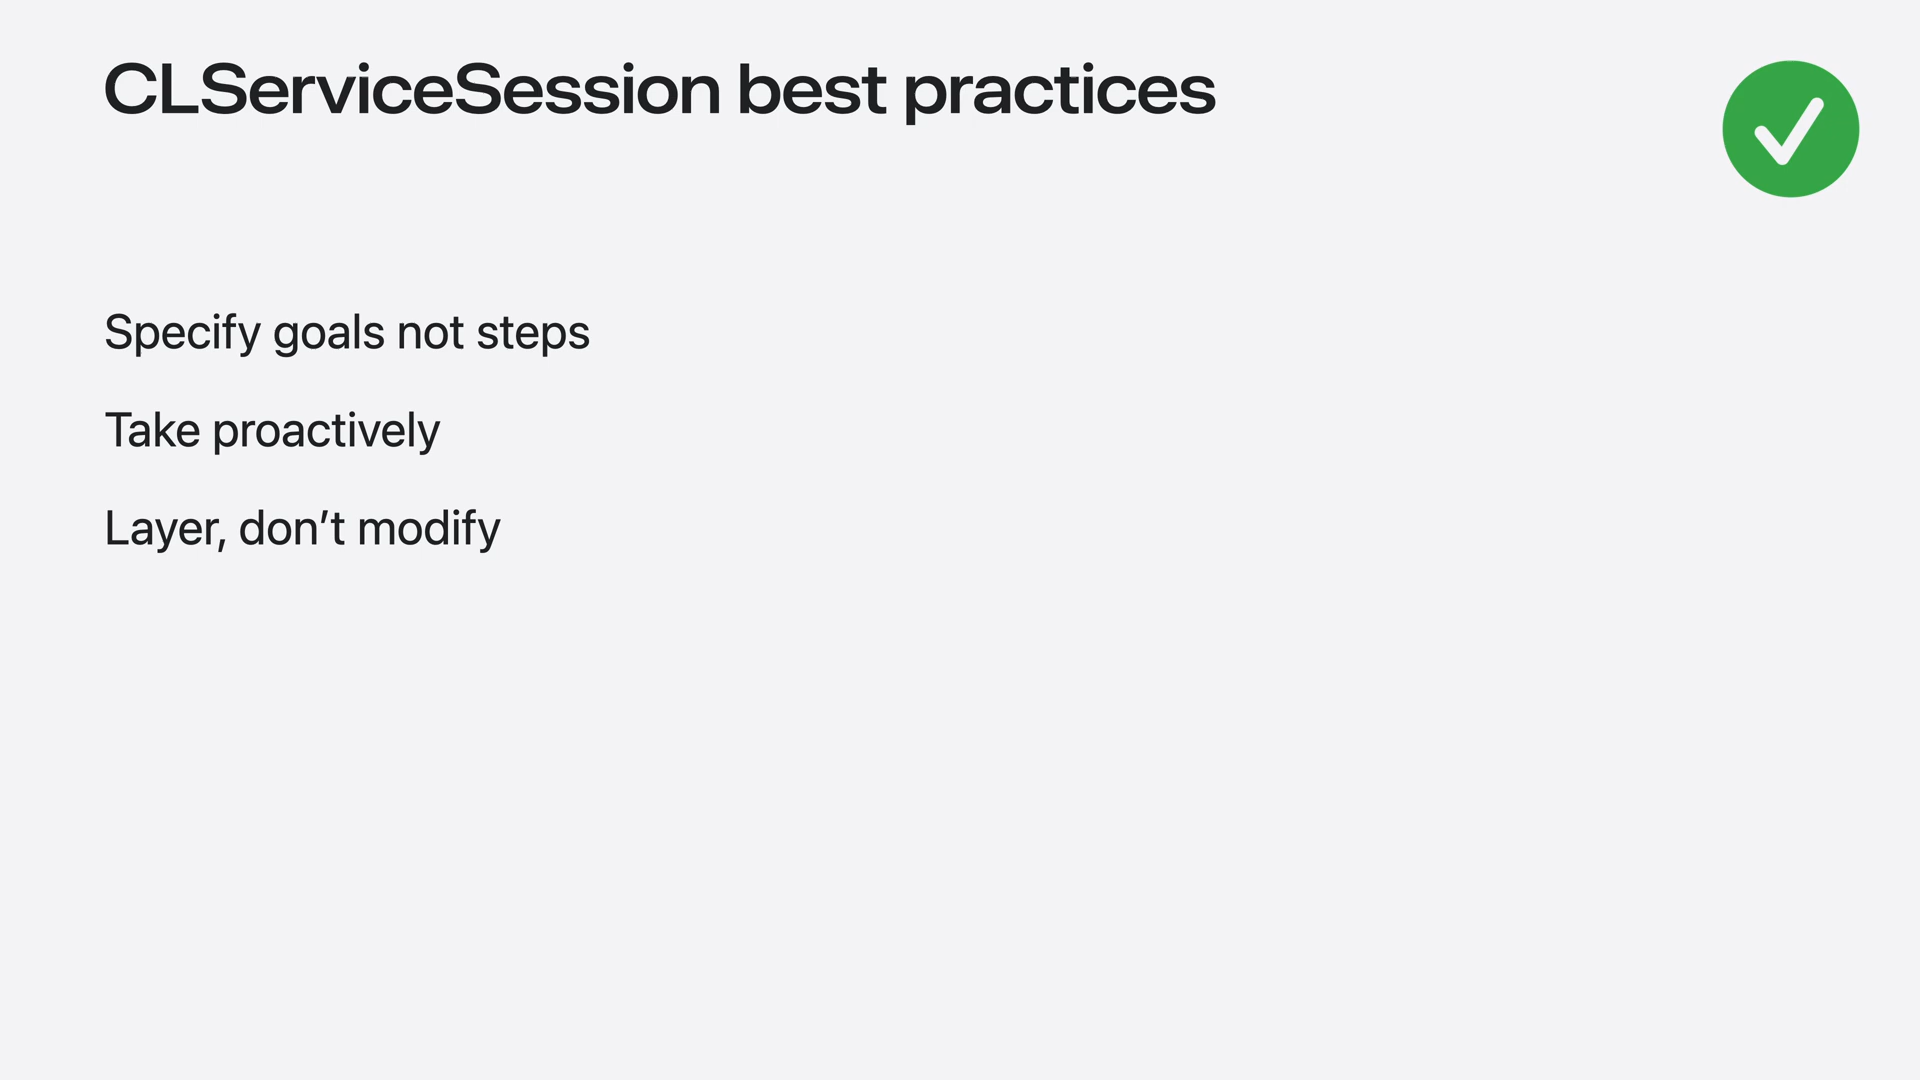 CLServiceSession best practices
Specify goals not steps
Take proactively
Layer, don’t modify